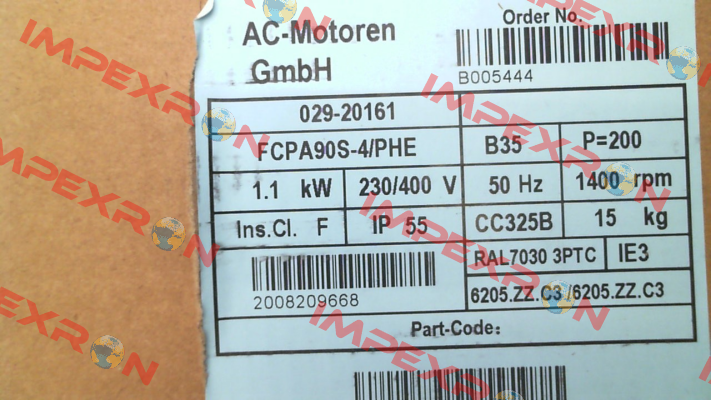 AC-Motoren
GmbH
Order No.
B005444
029-20161
FCPA90S-4/PHE B35 P=200
1.1 kW 230/400 V 50 Hz 1400 rpm
Ins.Cl. F IP 55 CC325B 15 kg
RAL7030 3PTC IE3
2008209668
6205.ZZ.C3/6205.ZZ.C3
Part-Code:
IMPEXRON
IMPEXRON
IMPEXRON
IMPEXRON
IMPEXRON
IMPEXRON